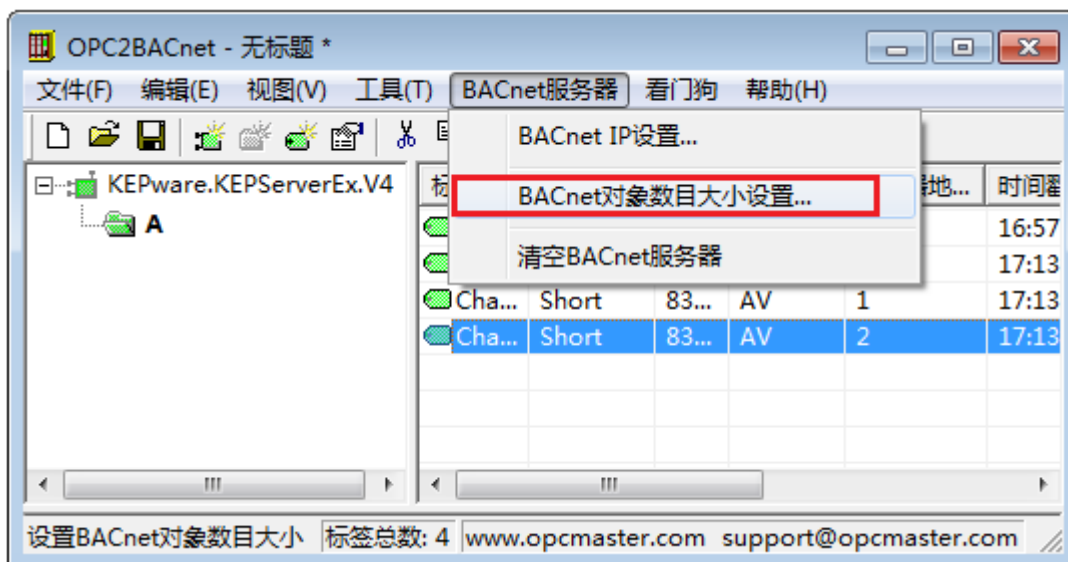 OPC2BACnet - 无标题 *
文件(F) 编辑(E) 视图(V) 工具(T) BACnet服务器 看门狗 帮助(H)
BACnet IP设置...
KEPware.KEPServerEx.V4
BACnet对象数目大小设置...
地... 时间
A
16:57
清空BACnet服务器
17:13
Cha... Short 83... AV 1 17:13
Cha... Short 83... AV 2 17:13
设置BACnet对象数目大小 标签总数: 4 www.opcmaster.com support@opcmaster.com